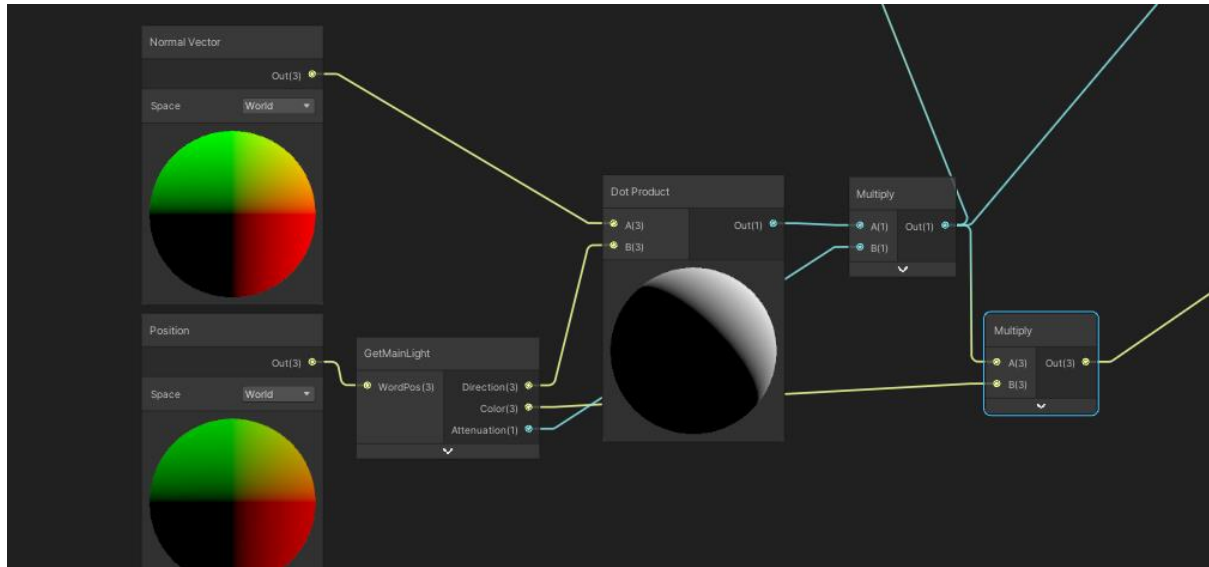 Normal Vector
Out(3)
Space World
Position
Out(3)
Space World
GetMainLight
WordPos(3) Direction(3)
Color(3)
Attenuation(1)
Dot Product
A(3) Out(1)
B(3)
Multiply
A(1) Out(1)
B(1)
Multiply
A(3) Out(3)
B(3)